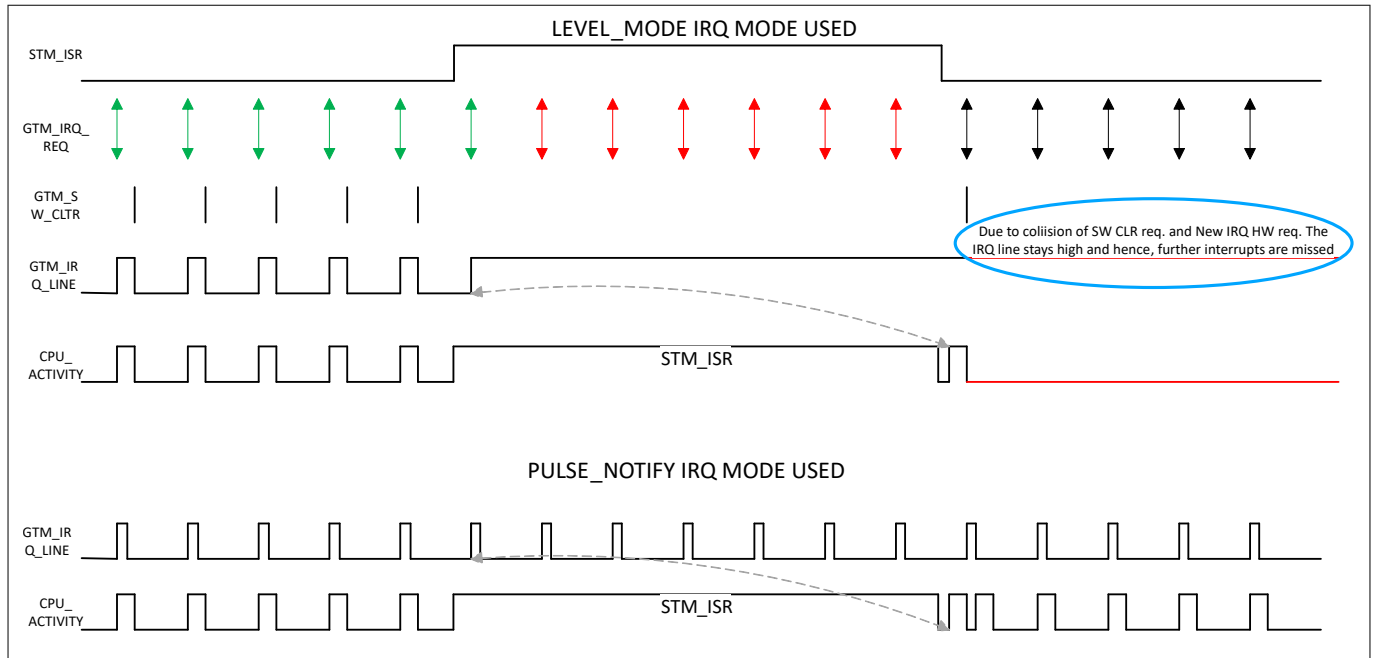 LEVEL_MODE IRQ MODE USED
STM_ISR
GTM_IRQ_
REQ
GTM_S
W_CLTR
Due to coliision of SW CLR req. and New IRQ HW req. The
IRQ line stays high and hence, further interrupts are missed
GTM_IR
Q_LINE
CPU_
ACTIVITY
STM_ISR
PULSE_NOTIFY IRQ MODE USED
GTM_IR
Q_LINE
CPU_
ACTIVITY
STM_ISR